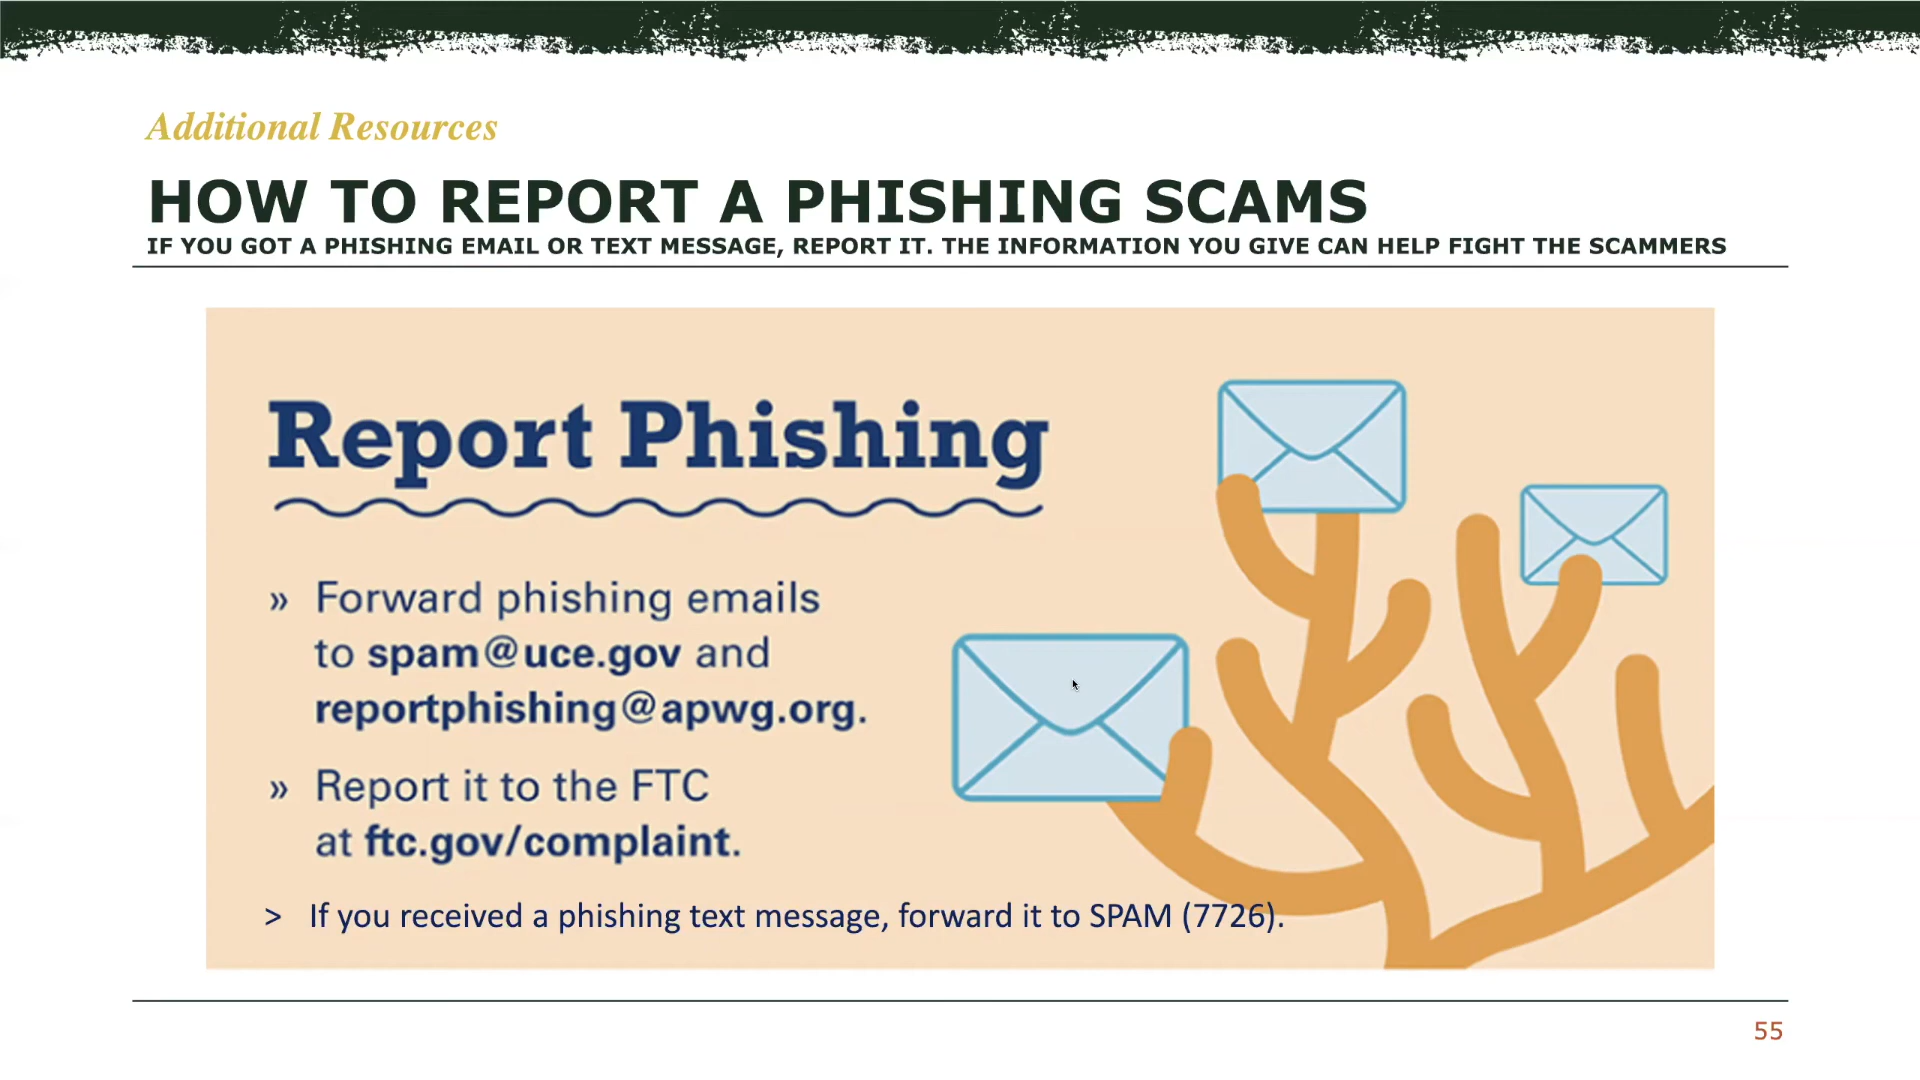 Additional Resources
HOW TO REPORT A PHISHING SCAMS
IF YOU GOT A PHISHING EMAIL OR TEXT MESSAGE, REPORT IT. THE INFORMATION YOU GIVE CAN HELP FIGHT THE SCAMMERS
Report Phishing
» Forward phishing emails
to spam@uce.gov and
reportphishing@apwg.org.
» Report it to the FTC
at ftc.gov/complaint.
> If you received a phishing text message, forward it to SPAM (7726).
55